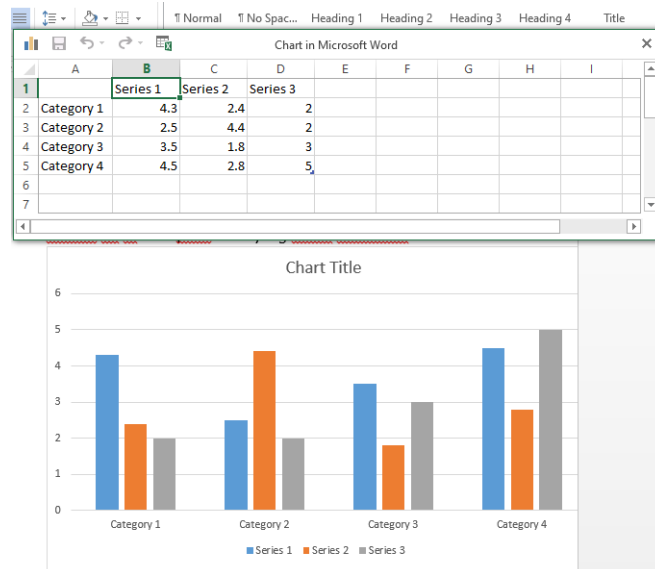 ¶ Normal ¶ No Spac... Heading 1 Heading 2 Heading 3 Heading 4 Title
Chart in Microsoft Word
A B C D E F G H I
1 Series 1 Series 2 Series 3
2 Category 1 4.3 2.4 2
3 Category 2 2.5 4.4 2
4 Category 3 3.5 1.8 3
5 Category 4 4.5 2.8 5
6
7
Chart Title
6
5
4
3
2
1
0
Category 1 Category 2 Category 3 Category 4
Series 1 Series 2 Series 3